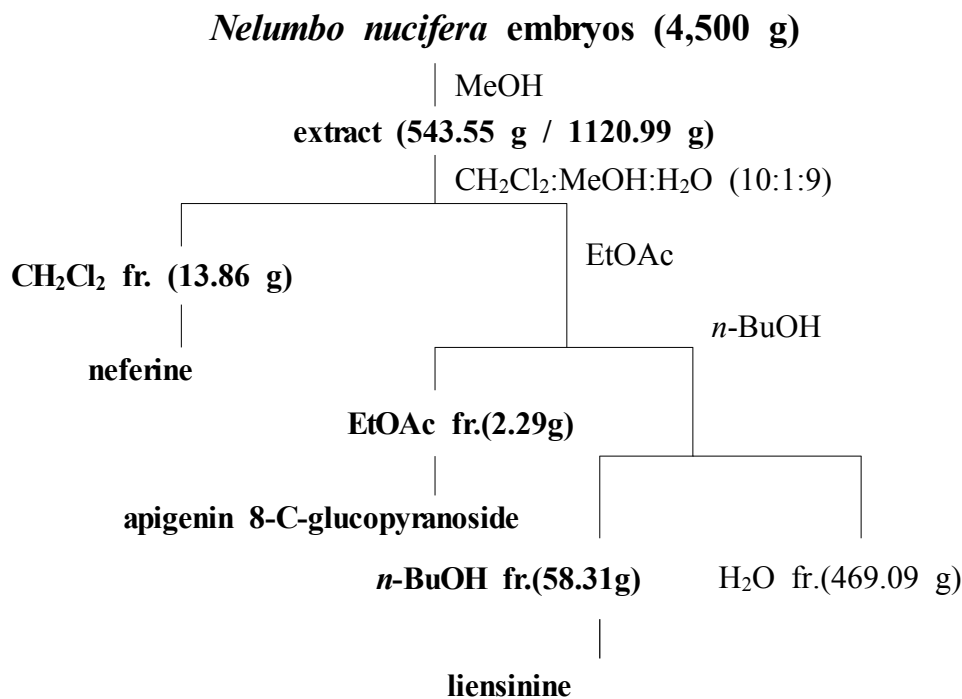 Nelumbo nucifera embryos (4,500 g)
MeOH
extract (543.55 g / 1120.99 g)
CH₂Cl₂:MeOH:H₂O (10:1:9)
EtOAc
CH₂Cl₂ fr. (13.86 g)
n-BuOH
neferine
EtOAc fr.(2.29g)
apigenin 8-C-glucopyranoside
n-BuOH fr.(58.31g)
H₂O fr.(469.09 g)
liensinine